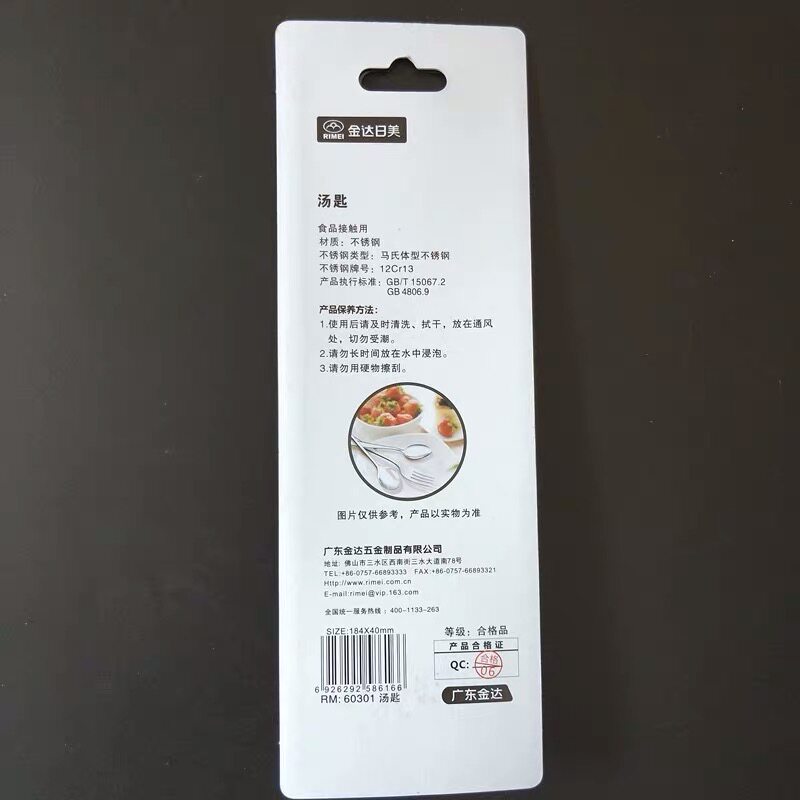 RIMEI 金达日美
汤匙
食品接触用
材质：不锈钢
不锈钢类型：马氏体型不锈钢
不锈钢牌号：12Cr13
产品执行标准：GB/T 15067.2
GB 4806.9
产品保养方法：
1.使用后请及时清洗、拭干，放在通风
处，切勿受潮。
2.请勿长时间放在水中浸泡。
3.请勿用硬物擦刮。
图片仅供参考，产品以实物为准
广东金达五金制品有限公司
地址：佛山市三水区西南街三水大道南78号
TEL:+86-0757-66893333 FAX:+86-0757-66893321
Http://www.rimei.com.cn
E-mail:rimei@vip.163.com
全国统一服务热线：400-1133-263
SIZE:184X40mm
等级：合格品
产品合格证
QC: 合格
06
6 926292 586166
RM: 60301 汤匙
广东金达